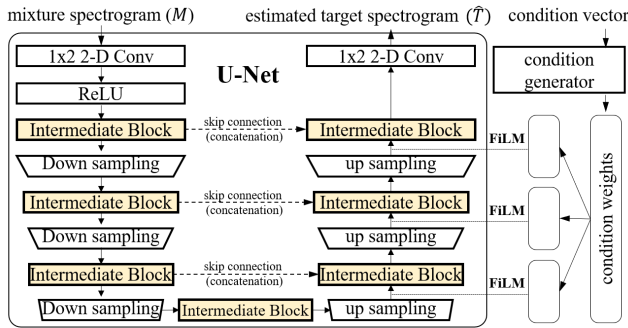 mixture spectrogram (M)
estimated target spectrogram (T̂)
condition vector
1x2 2-D Conv
1x2 2-D Conv
U-Net
condition
generator
ReLU
Intermediate Block
skip connection
(concatenation)
Intermediate Block
FiLM
Down sampling
up sampling
Intermediate Block
skip connection
(concatenation)
Intermediate Block
FiLM
condition weights
Down sampling
up sampling
Intermediate Block
skip connection
(concatenation)
Intermediate Block
FiLM
Down sampling
Intermediate Block
up sampling